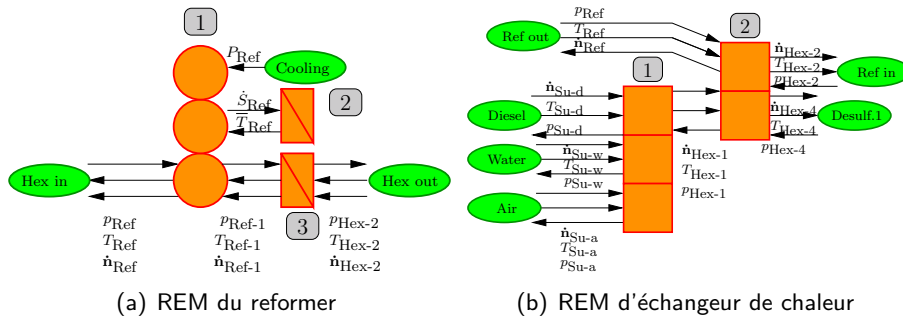 1
P_Ref
Cooling
Ṡ_Ref
T̅_Ref
2
Hex in
Hex out
3
p_Ref
T_Ref
ṅ_Ref
p_Ref-1
T_Ref-1
ṅ_Ref-1
p_Hex-2
T_Hex-2
ṅ_Hex-2
(a) REM du reformer
p_Ref
T_Ref
ṅ_Ref
Ref out
2
ṅ_Hex-2
T_Hex-2
p_Hex-2
Ref in
1
ṅ_Su-d
T_Su-d
p_Su-d
Diesel
ṅ_Hex-4
T_Hex-4
p_Hex-4
Desulf.1
Water
ṅ_Su-w
T_Su-w
p_Su-w
ṅ_Hex-1
T_Hex-1
p_Hex-1
Air
ṅ_Su-a
T_Su-a
p_Su-a
(b) REM d'échangeur de chaleur